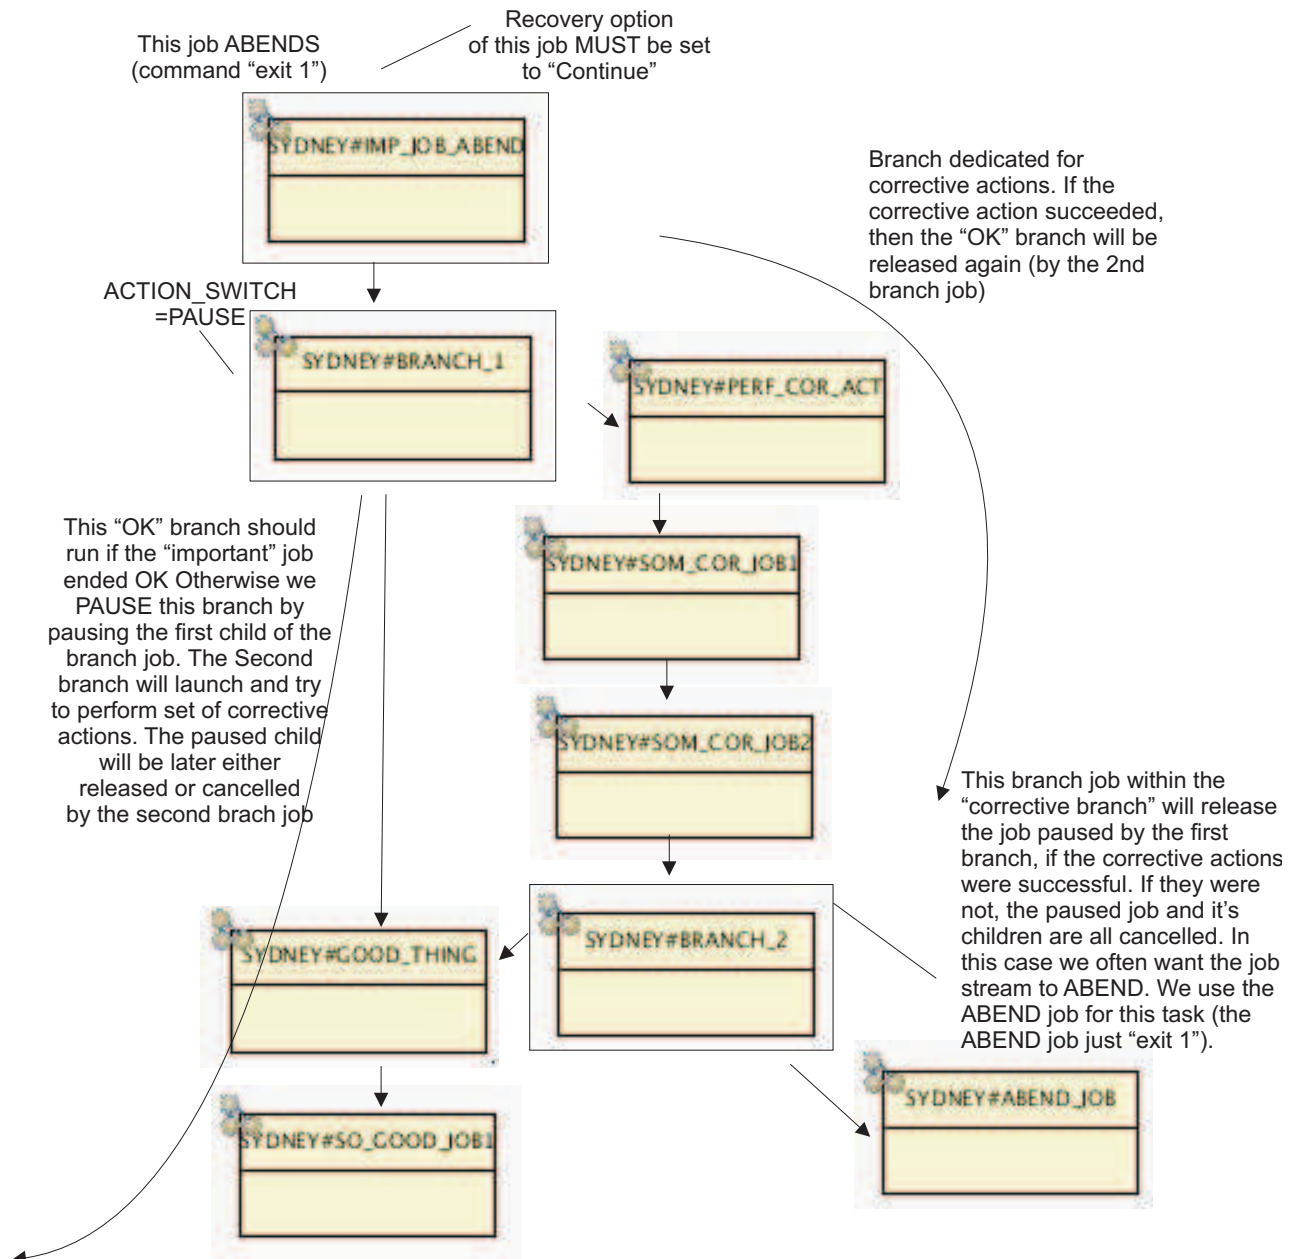 This job ABENDS
(command “exit 1”)
Recovery option
of this job MUST be set
to “Continue”
SYDNEY#IMP_JOB_ABEND
Branch dedicated for
corrective actions. If the
corrective action succeeded,
then the “OK” branch will be
released again (by the 2nd
branch job)
ACTION_SWITCH
=PAUSE
SYDNEY#BRANCH_1
SYDNEY#PERF_COR_ACT
This “OK” branch should
run if the “important” job
ended OK Otherwise we
PAUSE this branch by
pausing the first child of the
branch job. The Second
branch will launch and try
to perform set of corrective
actions. The paused child
will be later either
released or cancelled
by the second brach job
SYDNEY#SOM_COR_JOB1
SYDNEY#SOM_COR_JOB2
This branch job within the
“corrective branch” will release
the job paused by the first
branch, if the corrective actions
were successful. If they were
not, the paused job and it’s
children are all cancelled. In
this case we often want the job
stream to ABEND. We use the
ABEND job for this task (the
ABEND job just “exit 1”).
SYDNEY#GOOD_THING
SYDNEY#BRANCH_2
SYDNEY#SO_GOOD_JOB1
SYDNEY#ABEND_JOB